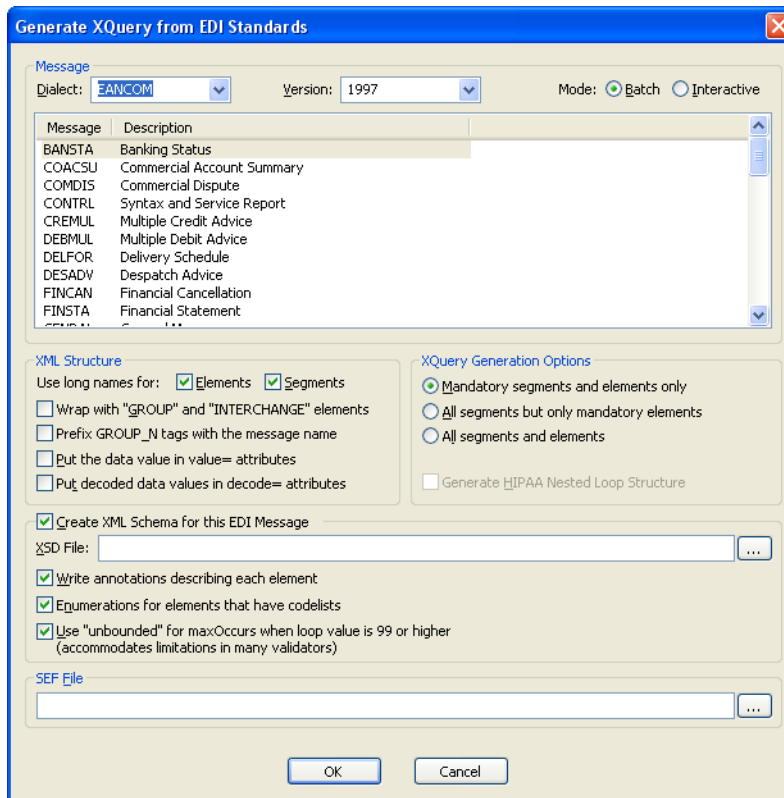 Generate XQuery from EDI Standards
Message
Dialect: EANCOM Version: 1997 Mode: Batch Interactive
Message Description
BANSTA Banking Status
COACSU Commercial Account Summary
COMDIS Commercial Dispute
CONTRL Syntax and Service Report
CREMUL Multiple Credit Advice
DEBMUL Multiple Debit Advice
DELFOR Delivery Schedule
DESADV Despatch Advice
FINCAN Financial Cancellation
FINSTA Financial Statement
XML Structure
Use long names for: Elements Segments
Wrap with "GROUP" and "INTERCHANGE" elements
Prefix GROUP_N tags with the message name
Put the data value in value= attributes
Put decoded data values in decode= attributes
XQuery Generation Options
Mandatory segments and elements only
All segments but only mandatory elements
All segments and elements
Generate HIPAA Nested Loop Structure
Create XML Schema for this EDI Message
XSD File: ...
Write annotations describing each element
Enumerations for elements that have codelists
Use "unbounded" for maxOccurs when loop value is 99 or higher
(accommodates limitations in many validators)
SEF File
...
OK Cancel